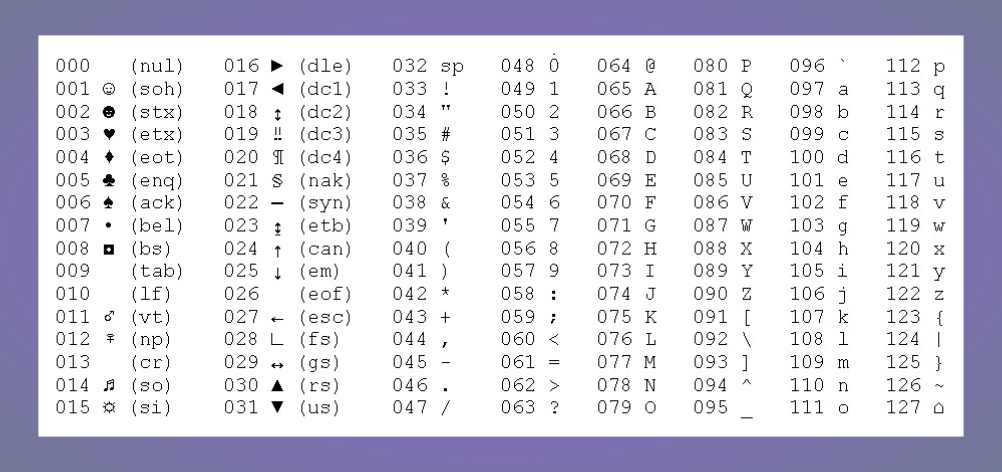 000   (nul)   016 ► (dle)   032 sp   048 0   064 @   080 P   096 `   112 p
001 ☺ (soh)   017 ◄ (dc1)   033 !   049 1   065 A   081 Q   097 a   113 q
002 ☻ (stx)   018 ↕ (dc2)   034 "   050 2   066 B   082 R   098 b   114 r
003 ♥ (etx)   019 ‼ (dc3)   035 #   051 3   067 C   083 S   099 c   115 s
004 ♦ (eot)   020 ¶ (dc4)   036 $   052 4   068 D   084 T   100 d   116 t
005 ♣ (enq)   021 § (nak)   037 %   053 5   069 E   085 U   101 e   117 u
006 ♠ (ack)   022 ▬ (syn)   038 &   054 6   070 F   086 V   102 f   118 v
007 • (bel)   023 ↨ (etb)   039 '   055 7   071 G   087 W   103 g   119 w
008 ◘ (bs)   024 ↑ (can)   040 (   056 8   072 H   088 X   104 h   120 x
009   (tab)   025 ↓ (em)   041 )   057 9   073 I   089 Y   105 i   121 y
010   (lf)   026   (eof)   042 *   058 :   074 J   090 Z   106 j   122 z
011 ♂ (vt)   027 ← (esc)   043 +   059 ;   075 K   091 [   107 k   123 {
012 ♀ (np)   028 ∟ (fs)   044 ,   060 <   076 L   092 \   108 l   124 |
013   (cr)   029 ↔ (gs)   045 -   061 =   077 M   093 ]   109 m   125 }
014 ♫ (so)   030 ▲ (rs)   046 .   062 >   078 N   094 ^   110 n   126 ~
015 ☼ (si)   031 ▼ (us)   047 /   063 ?   079 O   095 _   111 o   127 ⌂